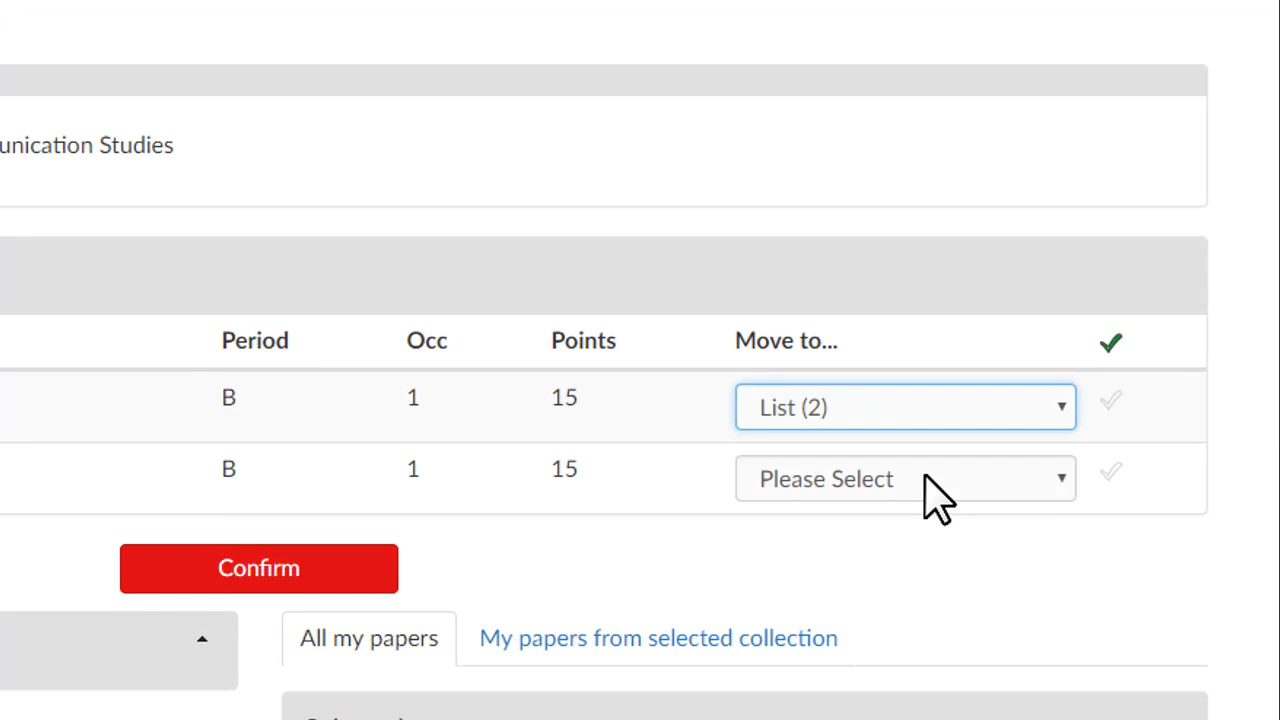 unication Studies
Period Occ Points Move to...
B 1 15 List (2)
B 1 15 Please Select
Confirm
All my papers My papers from selected collection